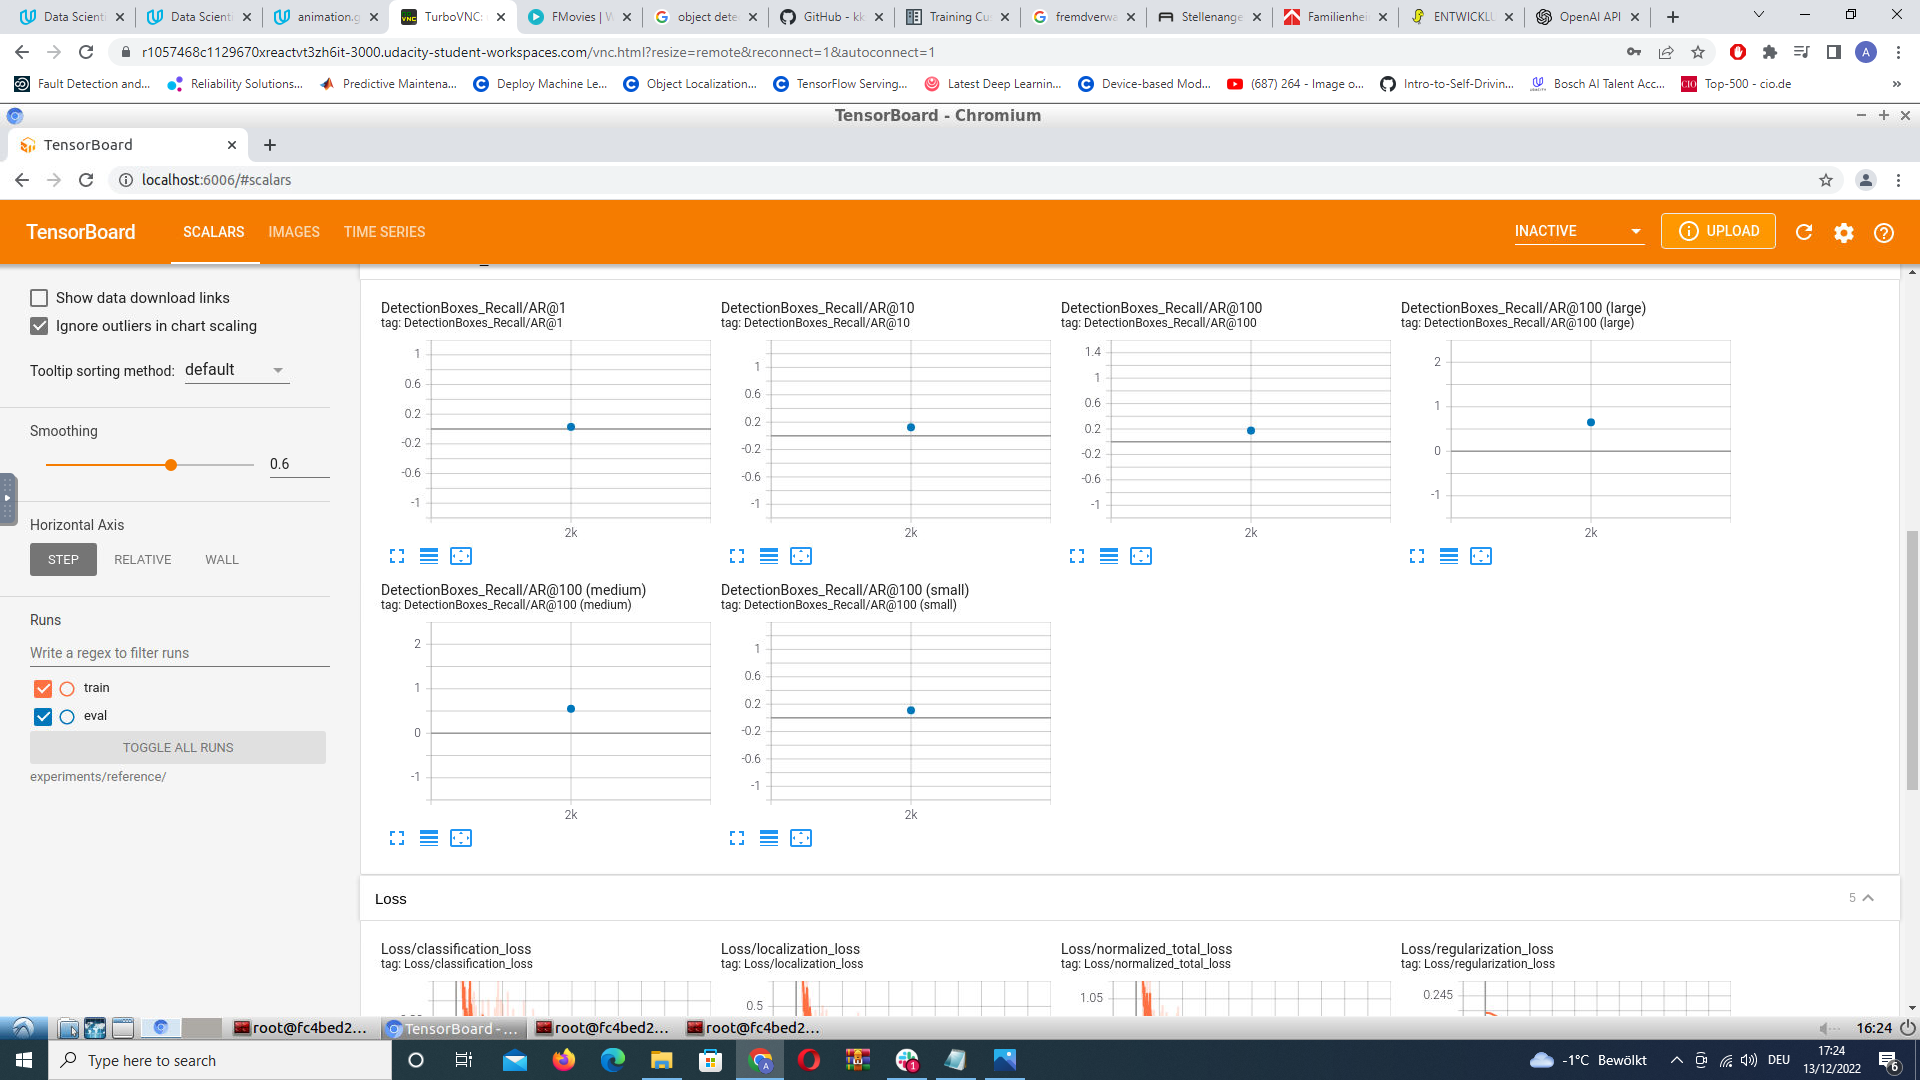 Data Scienti
Data Scienti
animation.g
TurboVNC:
FMovies | W
object dete
GitHub - kk
Training Cu
fremdverwa
Stellenange
Familienhei
ENTWICKLU
OpenAI API
r1057468c1129670xreactvt3zh6it-3000.udacity-student-workspaces.com/vnc.html?resize=remote&reconnect=1&autoconnect=1
A
Fault Detection and...
Reliability Solutions...
Predictive Maintena...
Deploy Machine Le...
Object Localization...
TensorFlow Serving...
Latest Deep Learnin...
Device-based Mod...
(687) 264 - Image o...
Intro-to-Self-Drivin...
Bosch AI Talent Acc...
Top-500 - cio.de
»
TensorBoard - Chromium
TensorBoard
localhost:6006/#scalars
TensorBoard
SCALARS
IMAGES
TIME SERIES
INACTIVE
UPLOAD
Show data download links
Ignore outliers in chart scaling
Tooltip sorting method: default
Smoothing
0.6
Horizontal Axis
STEP
RELATIVE
WALL
Runs
Write a regex to filter runs
train
eval
TOGGLE ALL RUNS
experiments/reference/
DetectionBoxes_Recall/AR@1
tag: DetectionBoxes_Recall/AR@1
1
0.6
0.2
-0.2
-0.6
-1
2k
DetectionBoxes_Recall/AR@10
tag: DetectionBoxes_Recall/AR@10
1
0.6
0.2
-0.2
-0.6
-1
2k
DetectionBoxes_Recall/AR@100
tag: DetectionBoxes_Recall/AR@100
1.4
1
0.6
0.2
-0.2
-0.6
-1
2k
DetectionBoxes_Recall/AR@100 (large)
tag: DetectionBoxes_Recall/AR@100 (large)
2
1
0
-1
2k
DetectionBoxes_Recall/AR@100 (medium)
tag: DetectionBoxes_Recall/AR@100 (medium)
2
1
0
-1
2k
DetectionBoxes_Recall/AR@100 (small)
tag: DetectionBoxes_Recall/AR@100 (small)
1
0.6
0.2
-0.2
-0.6
-1
2k
Loss
5
Loss/classification_loss
tag: Loss/classification_loss
Loss/localization_loss
tag: Loss/localization_loss
0.5
Loss/normalized_total_loss
tag: Loss/normalized_total_loss
1.05
Loss/regularization_loss
tag: Loss/regularization_loss
0.245
root@fc4bed2...
TensorBoard - ...
root@fc4bed2...
root@fc4bed2...
16:24
Type here to search
-1°C Bewölkt
DEU
17:24
13/12/2022
6